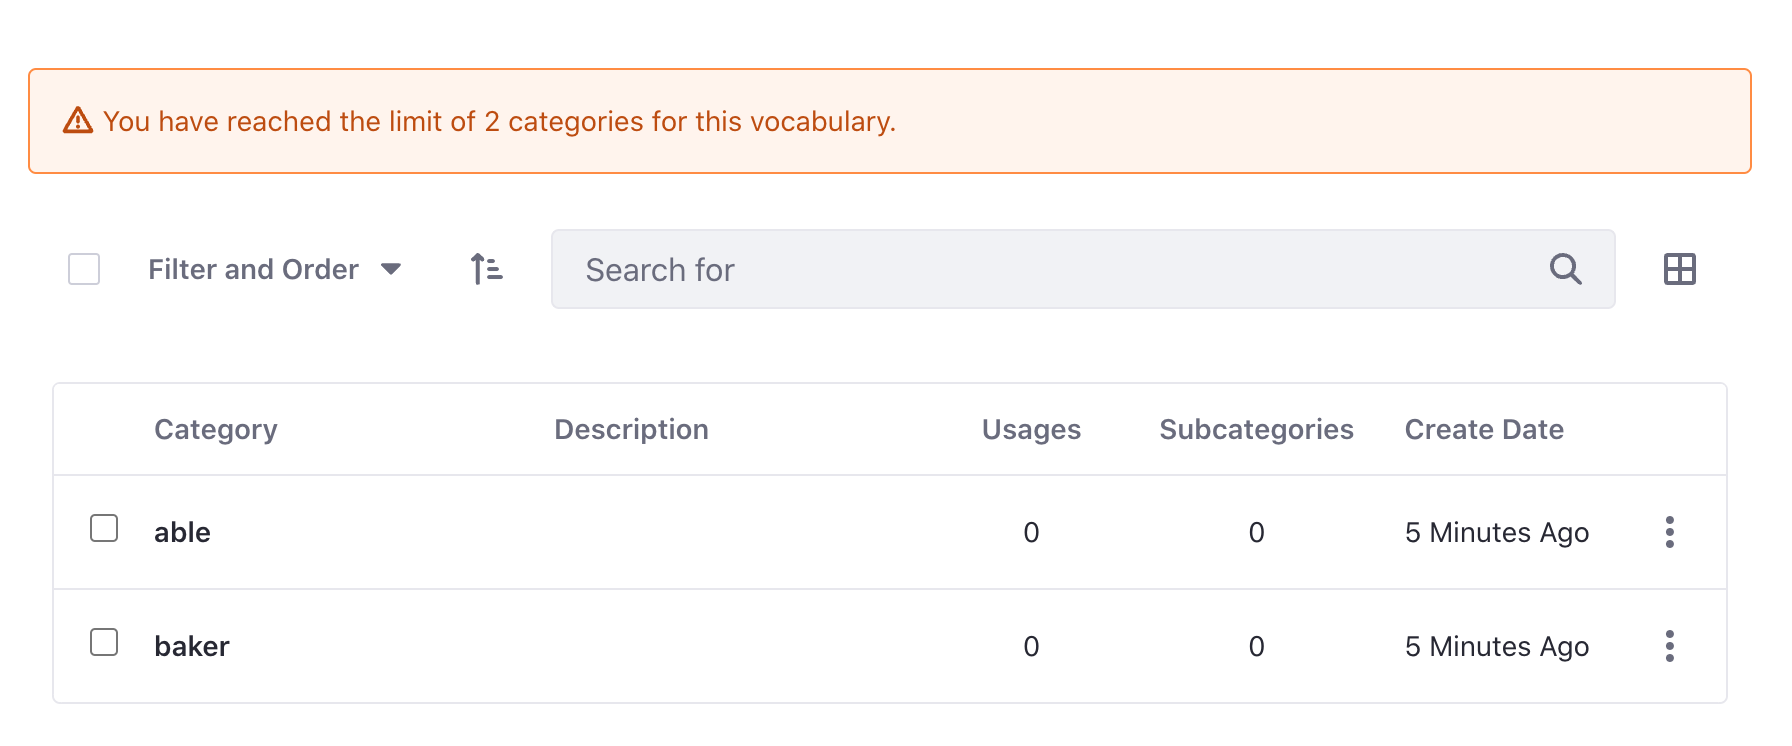 You have reached the limit of 2 categories for this vocabulary.
Filter and Order
Search for
Category Description Usages Subcategories Create Date
able 0 0 5 Minutes Ago
baker 0 0 5 Minutes Ago